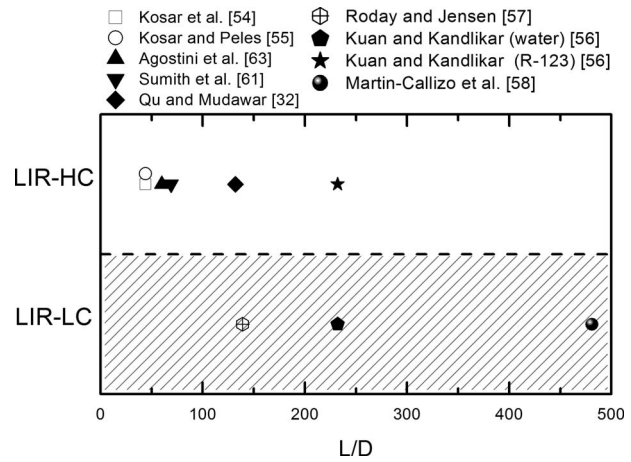 Kosar et al. [54]
Kosar and Peles [55]
Agostini et al. [63]
Sumith et al. [61]
Qu and Mudawar [32]
Roday and Jensen [57]
Kuan and Kandlikar (water) [56]
Kuan and Kandlikar (R-123) [56]
Martin-Callizo et al. [58]
LIR-HC
LIR-LC
0 100 200 300 400 500
L/D